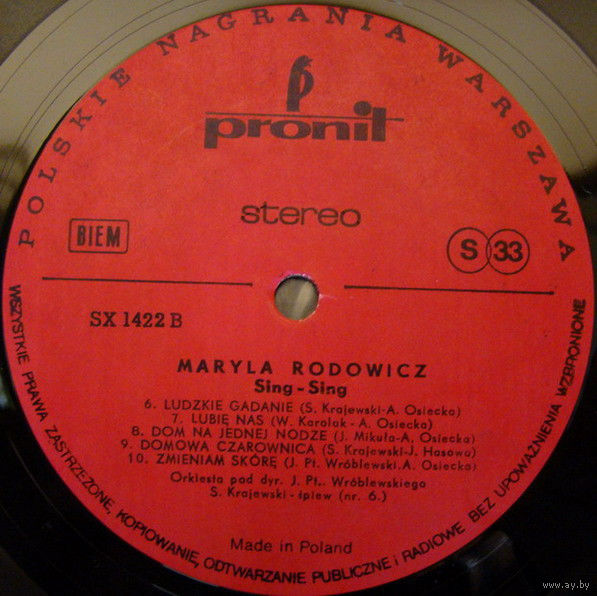 POLSKIE NAGRANIA WARSZAWA
pronit
stereo
BIEM
S 33
SX 1422 B
MARYLA RODOWICZ
Sing - Sing
6. LUDZKIE GADANIE (S. Krajewski-A. Osiecka)
7. LUBIĘ NAS (W. Karolak - A. Osiecka)
8. DOM NA JEDNEJ NODZE (J. Mikuła-A, Osiecka)
9. DOMOWA CZAROWNICA (S. Krajewski-J. Hasowa)
10. ZMIENIAM SKÓRĘ (J. Pt. Wróblewski.A. Osiecka)
Orkiesta pod dyr. J. Pt.. Wróblewskiego
S. Krajewski - śpiew (nr. 6.)
Made in Poland
WSZYSTKIE PRAWA ZASTRZEŻONE, KOPIOWANIE, ODTWARZANIE PUBLICZNE i RADIOWE BEZ UPOWAŻNIENIA WZBRONIONE
www.ay.by